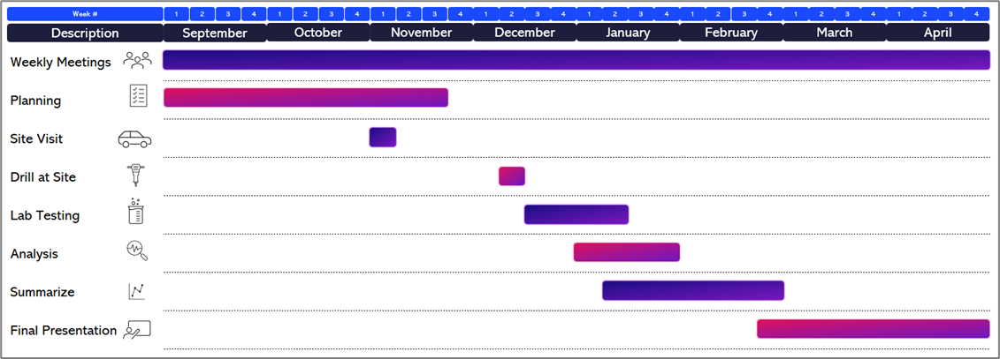 Week # 1 2 3 4 1 2 3 4 1 2 3 4 1 2 3 4 1 2 3 4 1 2 3 4 1 2 3 4 1 2 3 4
Description September October November December January February March April
Weekly Meetings
Planning
Site Visit
Drill at Site
Lab Testing
Analysis
Summarize
Final Presentation